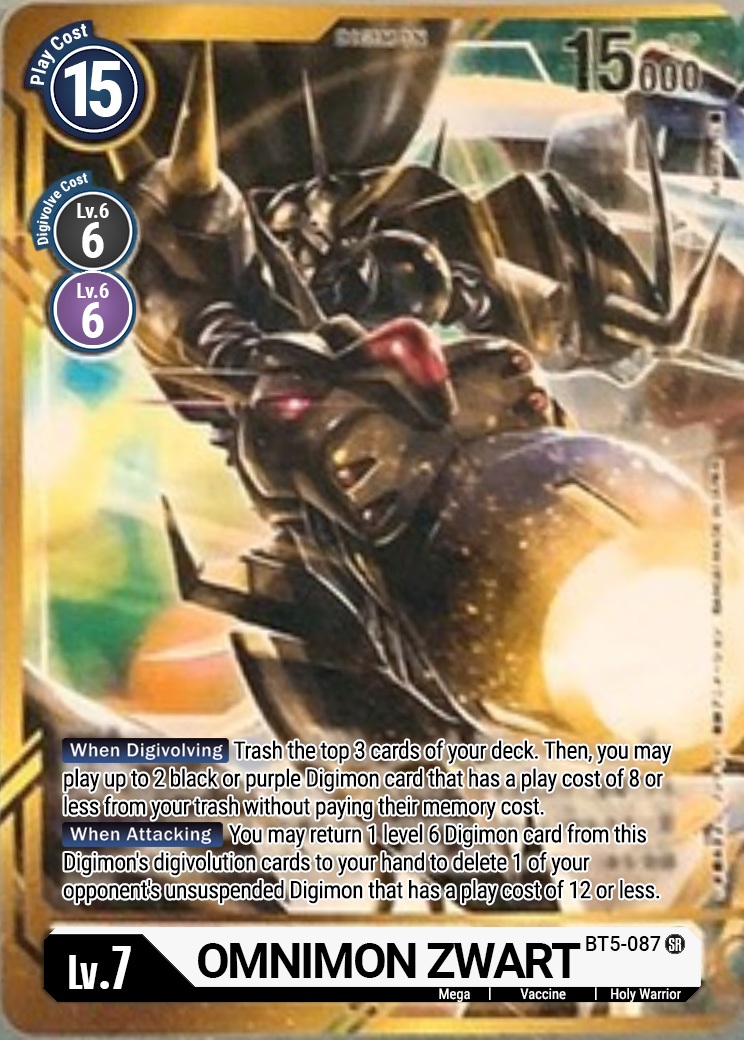 Play Cost
15
DIGIMON
15000
Digivolve Cost
Lv.6
6
Lv.6
6
When Digivolving Trash the top 3 cards of your deck. Then, you may
play up to 2 black or purple Digimon card that has a play cost of 8 or
less from your trash without paying their memory cost.
When Attacking You may return 1 level 6 Digimon card from this
Digimon's digivolution cards to your hand to delete 1 of your
opponent's unsuspended Digimon that has a play cost of 12 or less.
Lv.7
OMNIMON ZWART
BT5-087 SR
Mega | Vaccine | Holy Warrior